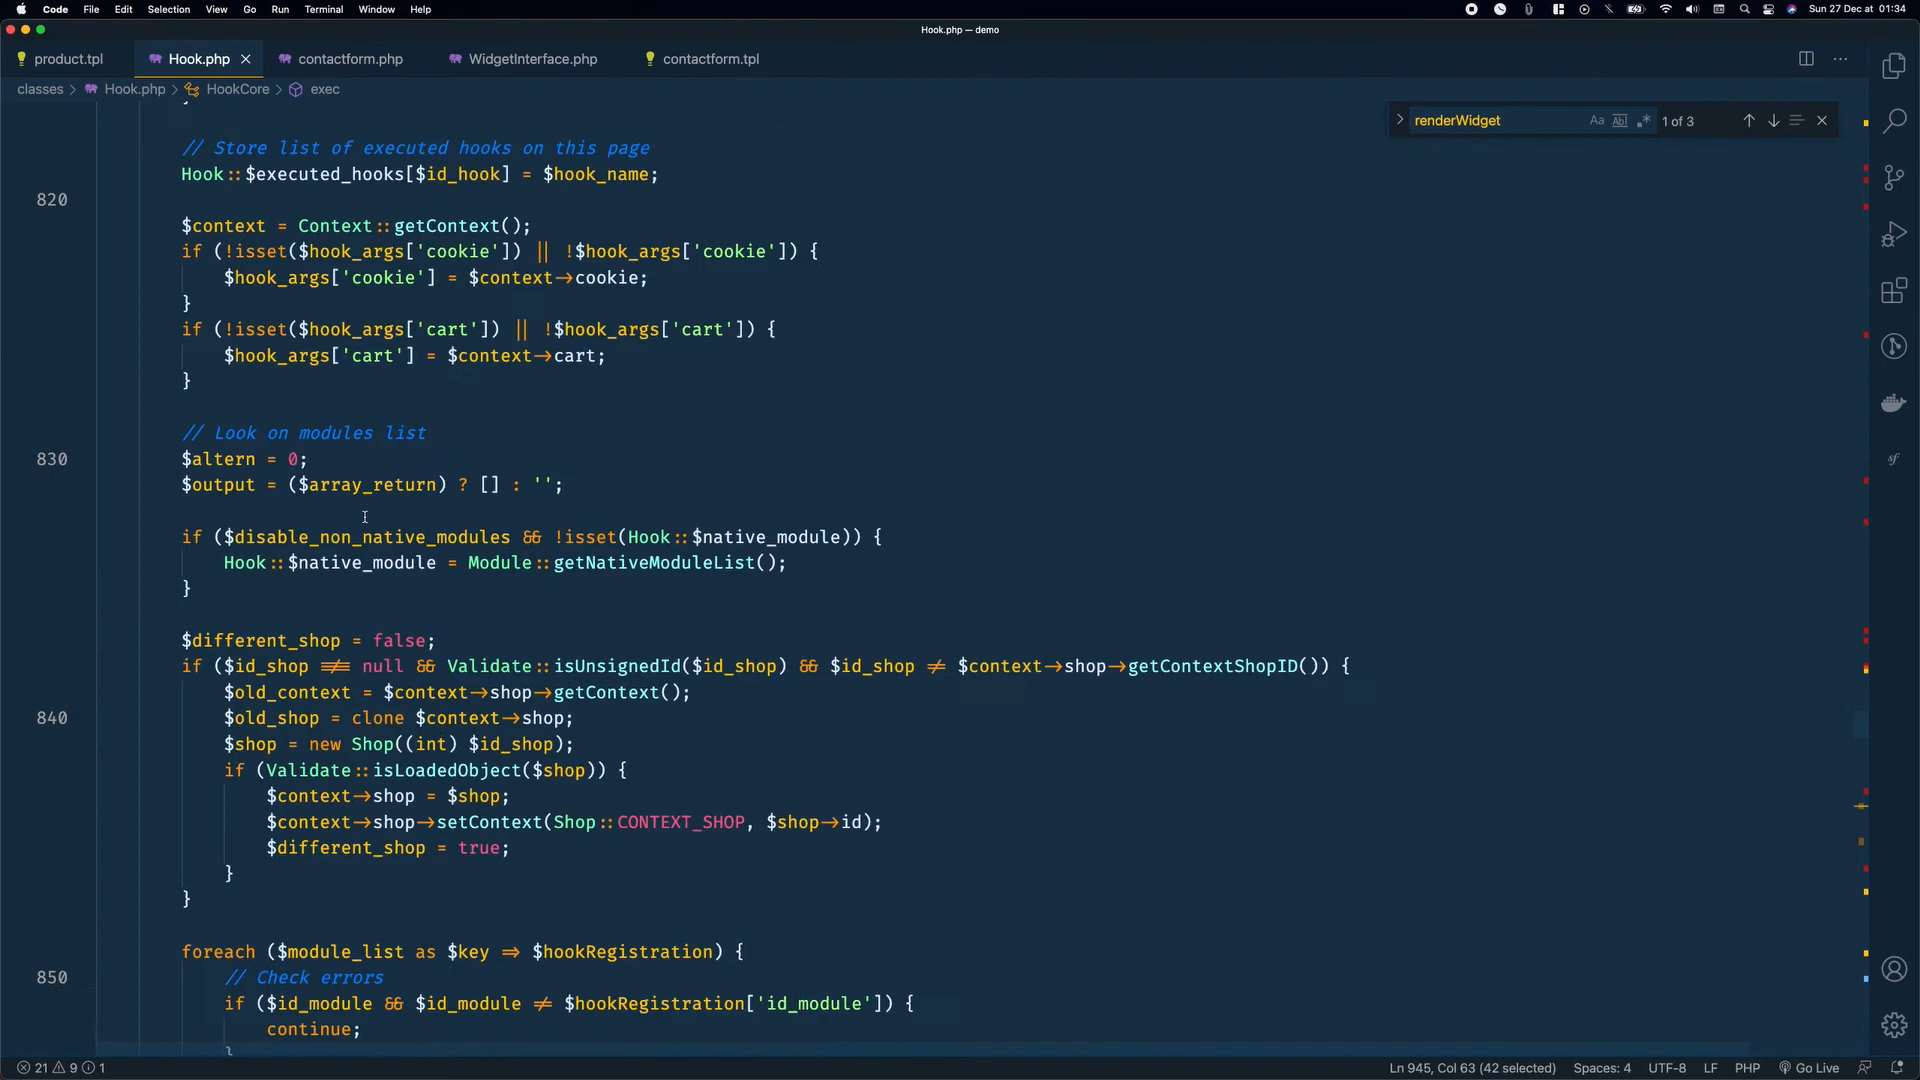 Code File Edit Selection View Go Run Terminal Window Help Sun 27 Dec at 01:34
Hook.php — demo
product.tpl Hook.php contactform.php WidgetInterface.php contactform.tpl
classes > Hook.php > HookCore > exec
renderWidget Aa Ab 1 of 3
// Store list of executed hooks on this page
Hook::$executed_hooks[$id_hook] = $hook_name;
820
$context = Context::getContext();
if (!isset($hook_args['cookie']) || !$hook_args['cookie']) {
$hook_args['cookie'] = $context->cookie;
}
if (!isset($hook_args['cart']) || !$hook_args['cart']) {
$hook_args['cart'] = $context->cart;
}
// Look on modules list
830 $altern = 0;
$output = ($array_return) ? [] : '';
if ($disable_non_native_modules && !isset(Hook::$native_module)) {
Hook::$native_module = Module::getNativeModuleList();
}
$different_shop = false;
if ($id_shop !== null && Validate::isUnsignedId($id_shop) && $id_shop != $context->shop->getContextShopID()) {
$old_context = $context->shop->getContext();
840 $old_shop = clone $context->shop;
$shop = new Shop((int) $id_shop);
if (Validate::isLoadedObject($shop)) {
$context->shop = $shop;
$context->shop->setContext(Shop::CONTEXT_SHOP, $shop->id);
$different_shop = true;
}
}
foreach ($module_list as $key => $hookRegistration) {
850 // Check errors
if ($id_module && $id_module != $hookRegistration['id_module']) {
continue;
}
21 9 1 Ln 945, Col 63 (42 selected) Spaces: 4 UTF-8 LF PHP Go Live